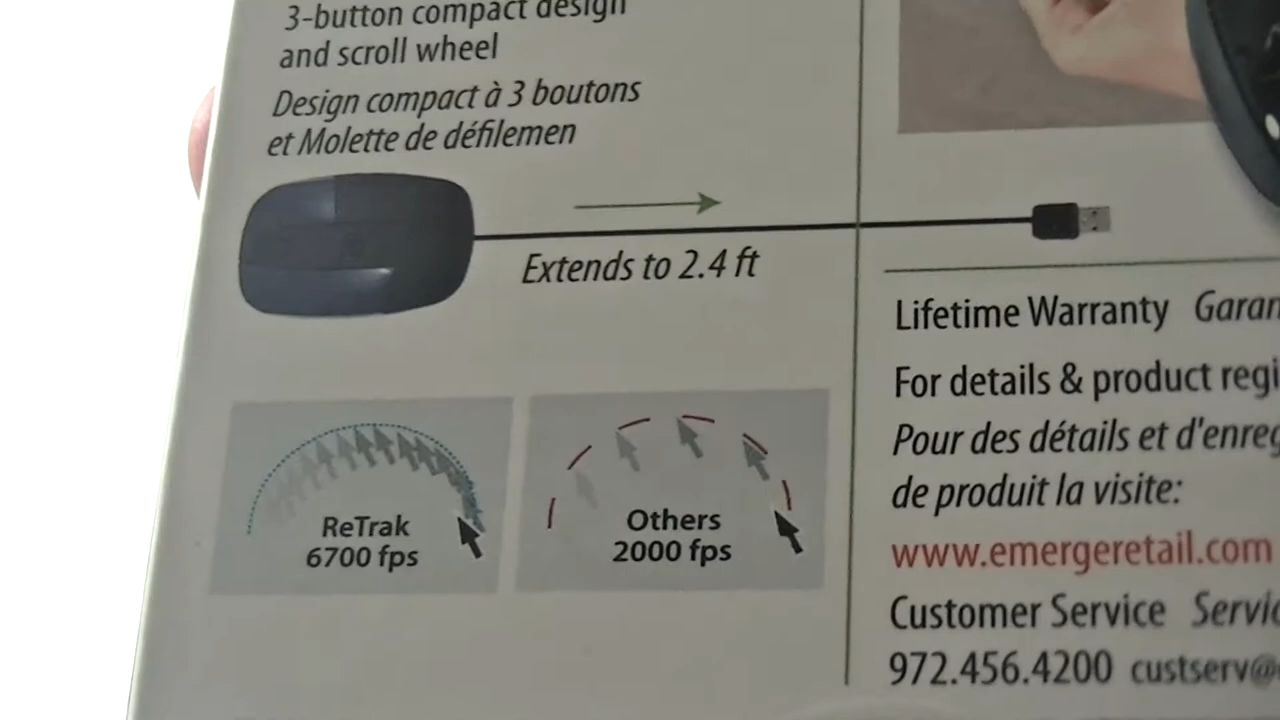 3-button compact design
and scroll wheel
Design compact à 3 boutons
et Molette de défilemen
Extends to 2.4 ft
ReTrak
6700 fps
Others
2000 fps
Lifetime Warranty
For details & product
Pour des détails et
de produit la visite:
www.emergeretail.com
Customer Service
972.456.4200